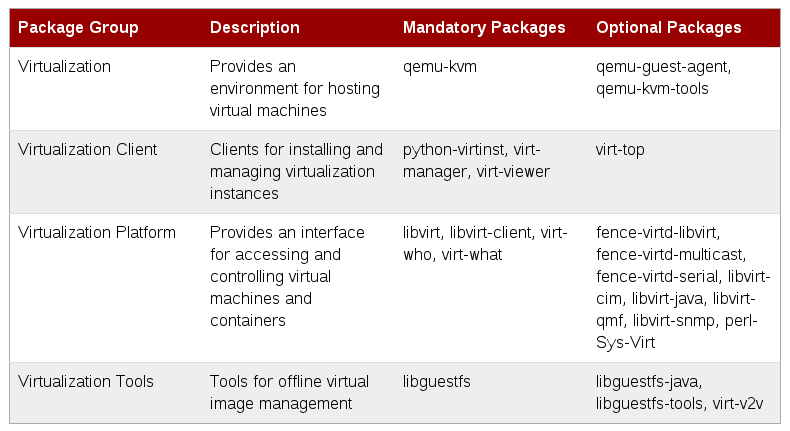 Package Group Description Mandatory Packages Optional Packages
Virtualization Provides an qemu-kvm qemu-guest-agent,
environment for hosting qemu-kvm-tools
virtual machines
Virtualization Client Clients for installing and python-virtinst, virt- virt-top
managing virtualization manager, virt-viewer
instances
Virtualization Platform Provides an interface libvirt, libvirt-client, virt- fence-virtd-libvirt,
for accessing and who, virt-what fence-virtd-multicast,
controlling virtual fence-virtd-serial, libvirt-
machines and cim, libvirt-java, libvirt-
containers qmf, libvirt-snmp, perl-
Sys-Virt
Virtualization Tools Tools for offline virtual libguestfs libguestfs-java,
image management libguestfs-tools, virt-v2v